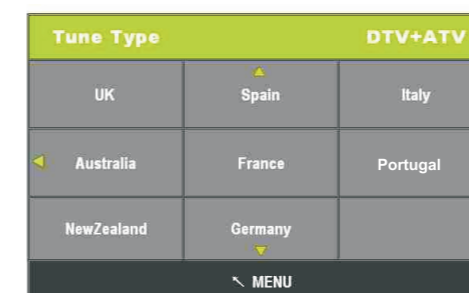 Tune Type DTV+ATV
UK Spain Italy
Australia France Portugal
NewZealand Germany
MENU